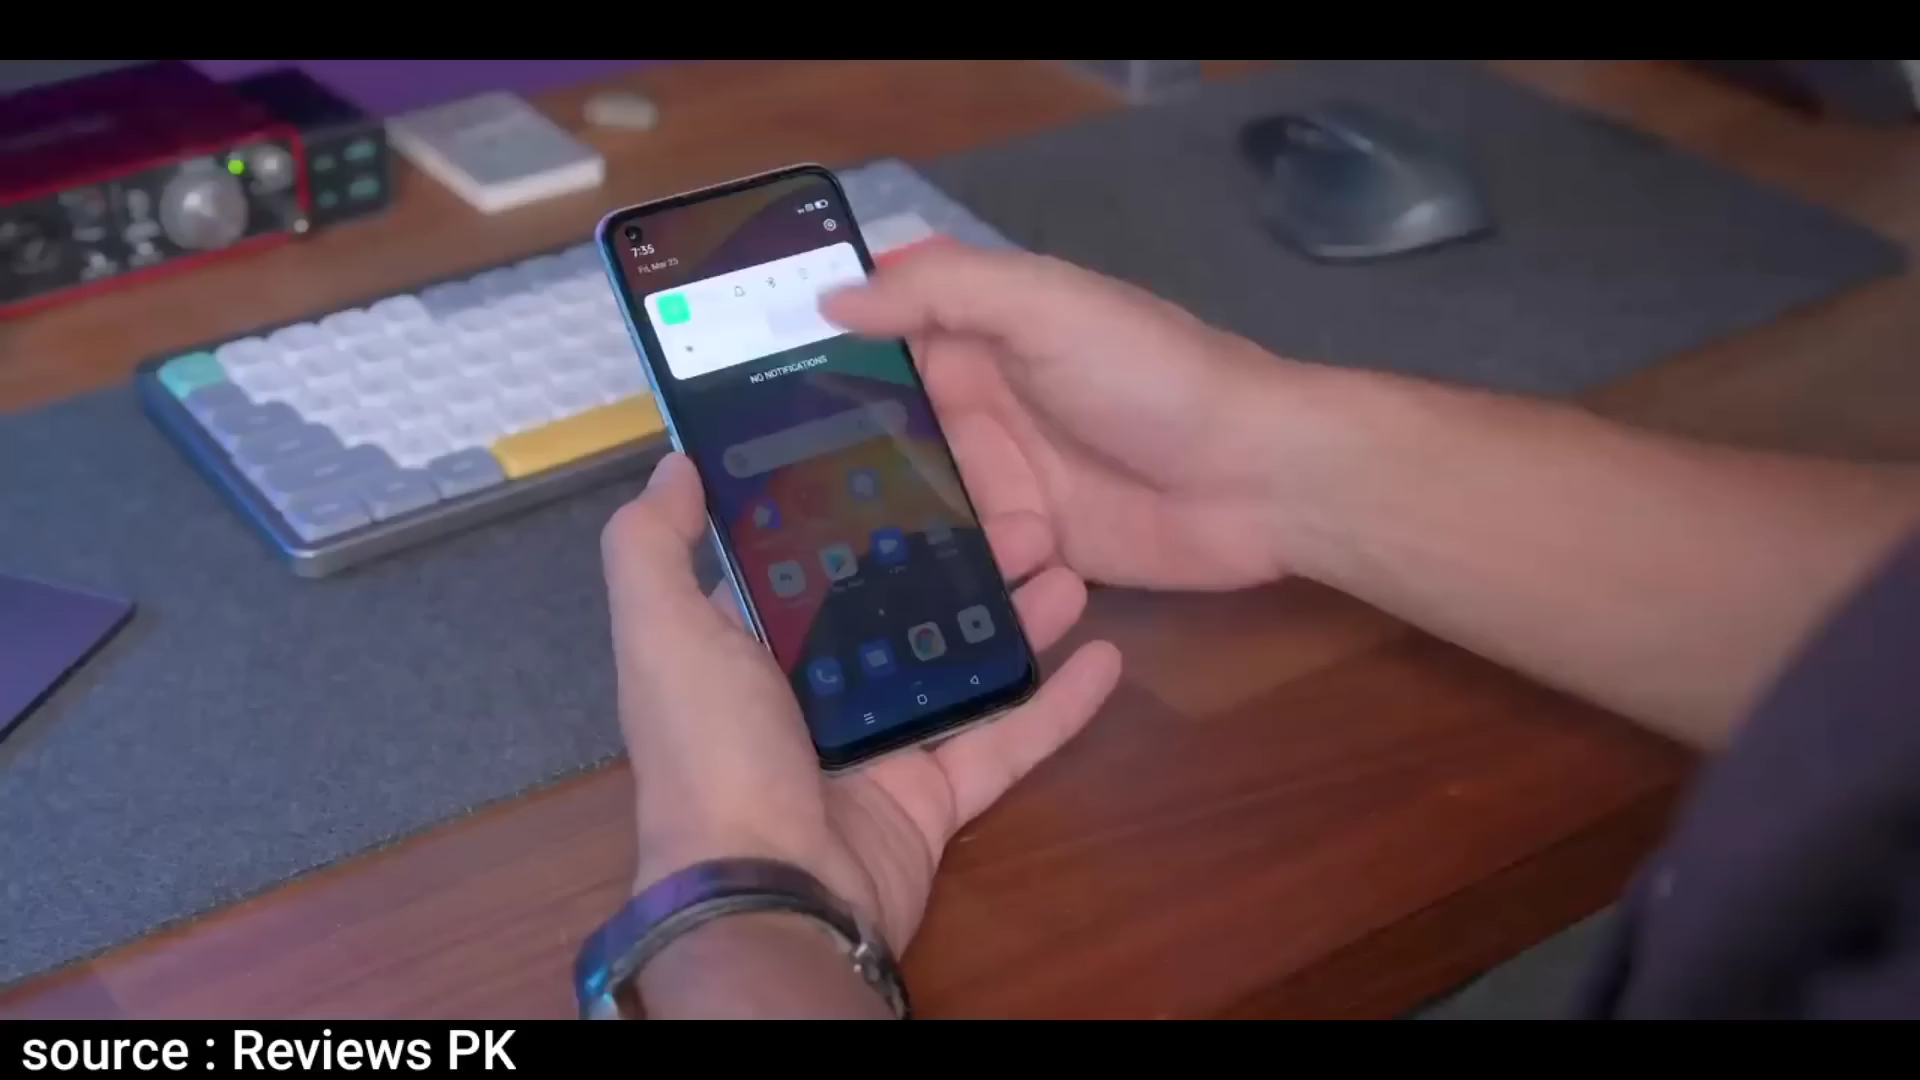 7:35
Fri, Mar 25
NO NOTIFICATIONS
source : Reviews PK